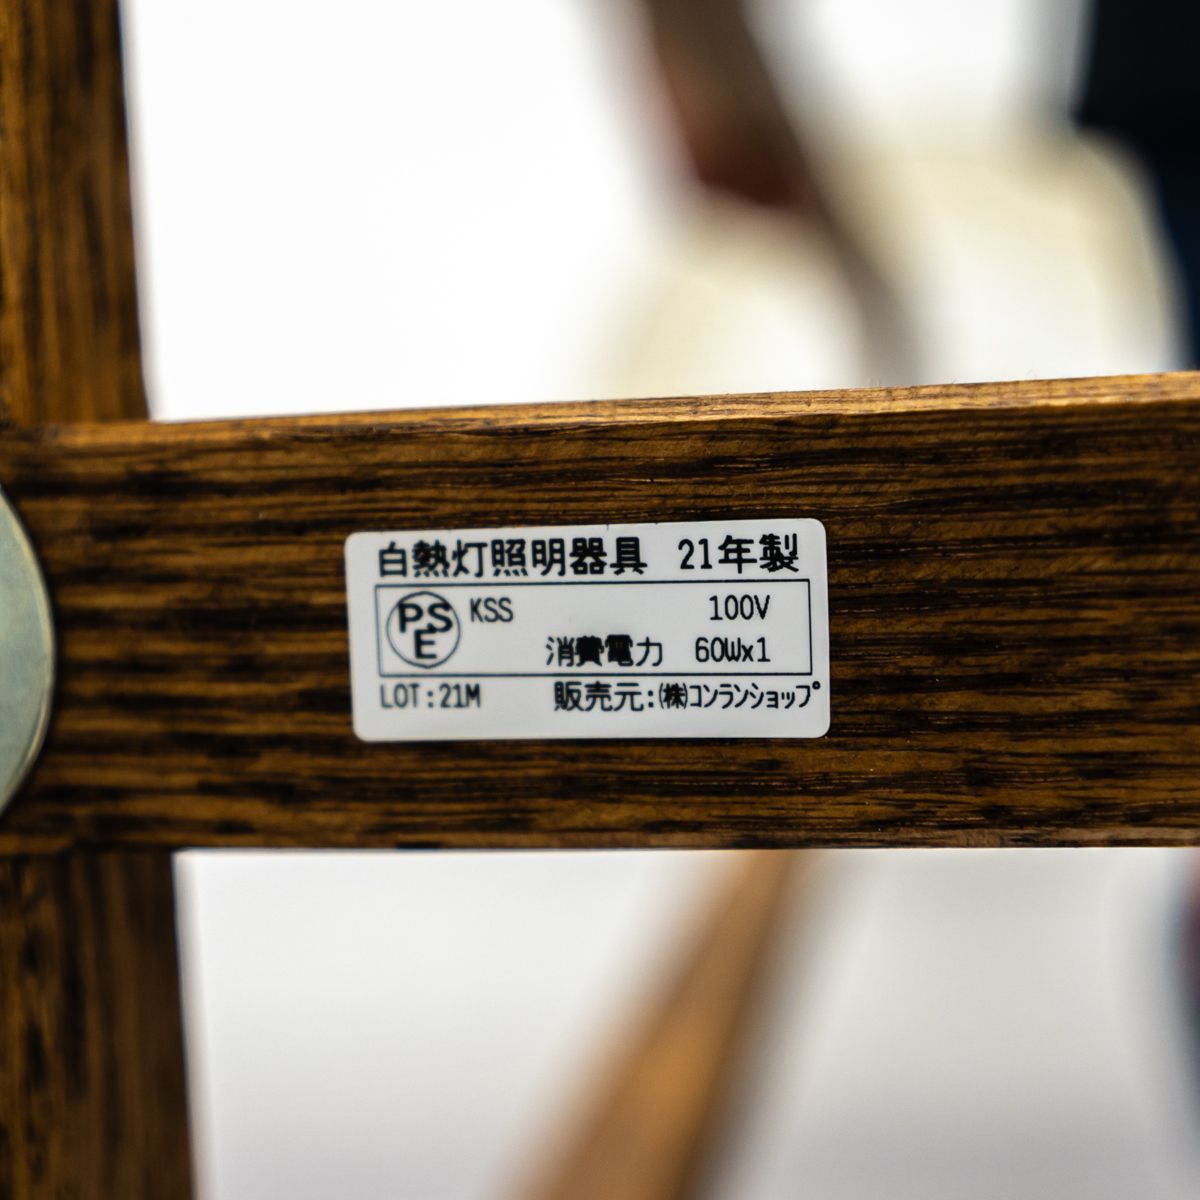 白熱灯照明器具 21年製
PSE KSS 100V
消費電力 60Wx1
LOT:21M 販売元:㈱コンランショップ